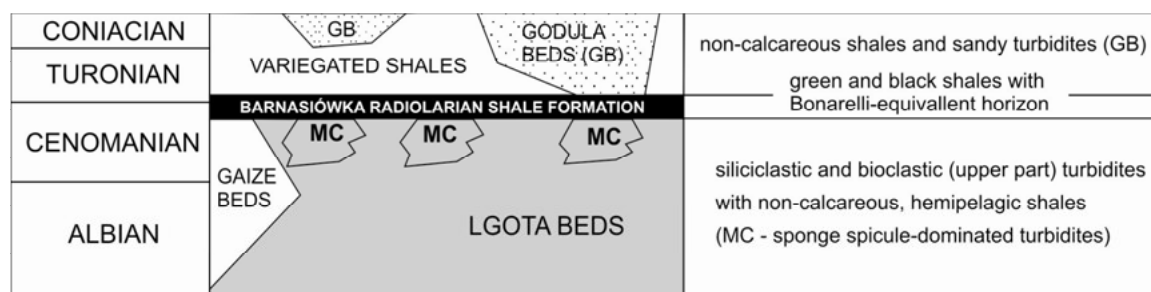 CONIACIAN
TURONIAN
CENOMANIAN
ALBIAN
GB
GODULA
BEDS (GB)
VARIEGATED SHALES
BARNASIÓWKA RADIOLARIAN SHALE FORMATION
MC
MC
MC
GAIZE
BEDS
LGOTA BEDS
non-calcareous shales and sandy turbidites (GB)
green and black shales with
Bonarelli-equivallent horizon
siliciclastic and bioclastic (upper part) turbidites
with non-calcareous, hemipelagic shales
(MC - sponge spicule-dominated turbidites)